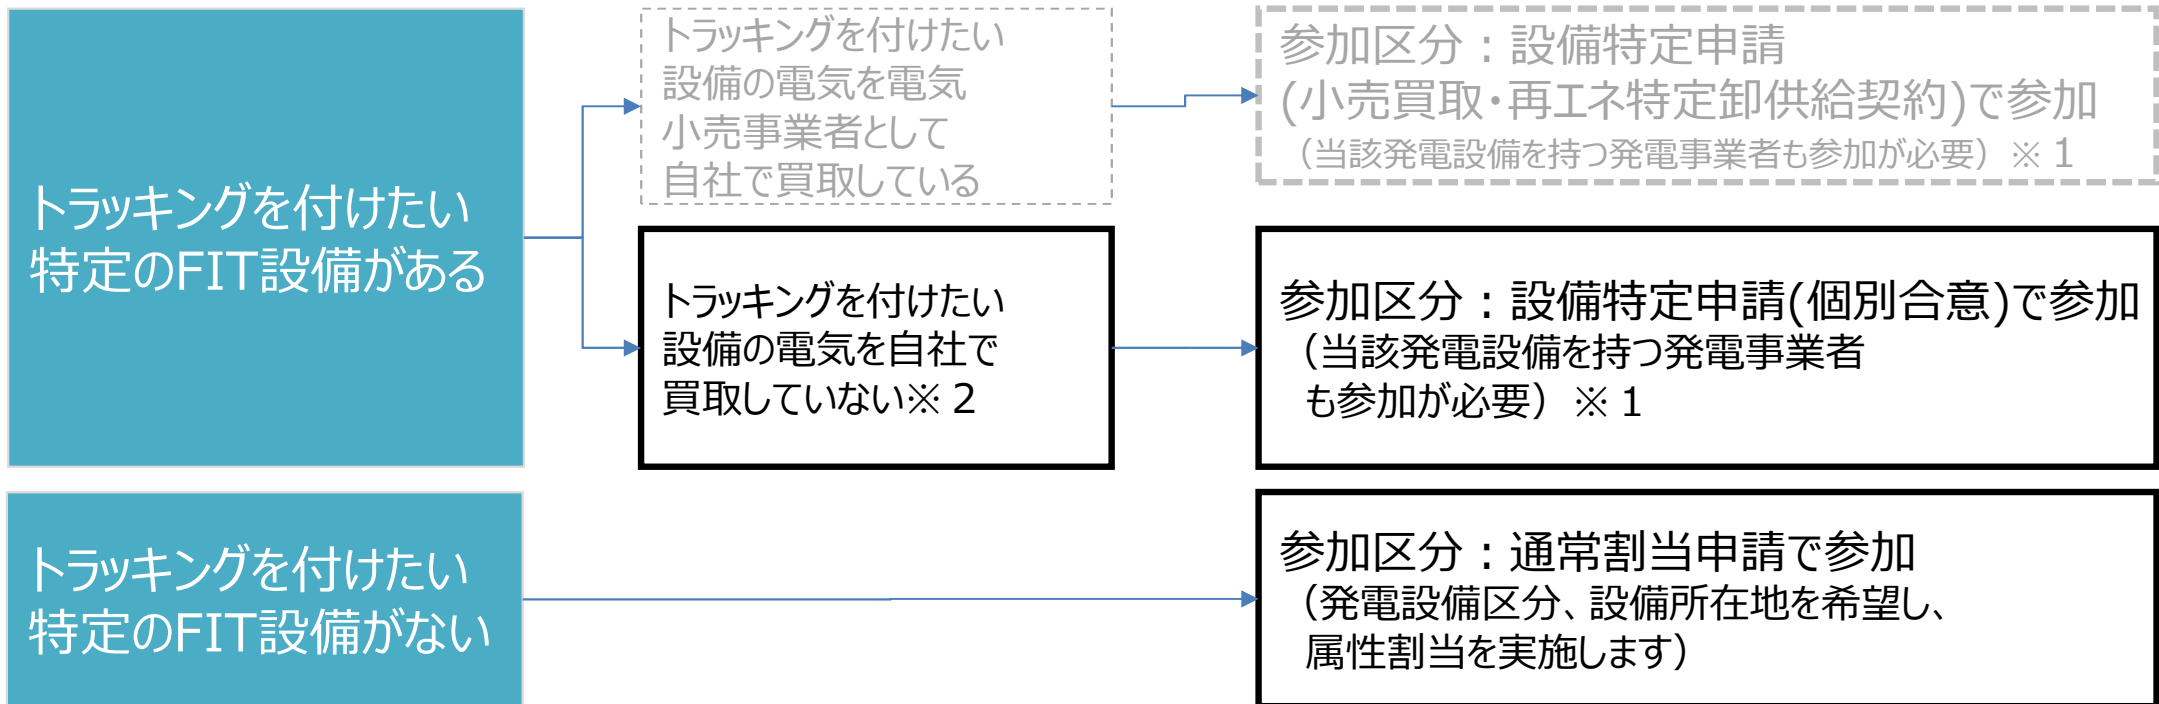 トラッキングを付けたい
特定のFIT設備がある
トラッキングを付けたい
設備の電気を電気
小売事業者として
自社で買取している
参加区分：設備特定申請
(小売買取・再エネ特定卸供給契約)で参加
（当該発電設備を持つ発電事業者も参加が必要）※１
トラッキングを付けたい
設備の電気を自社で
買取していない※２
参加区分：設備特定申請(個別合意)で参加
（当該発電設備を持つ発電事業者
も参加が必要）※１
トラッキングを付けたい
特定のFIT設備がない
参加区分：通常割当申請で参加
（発電設備区分、設備所在地を希望し、
属性割当を実施します）